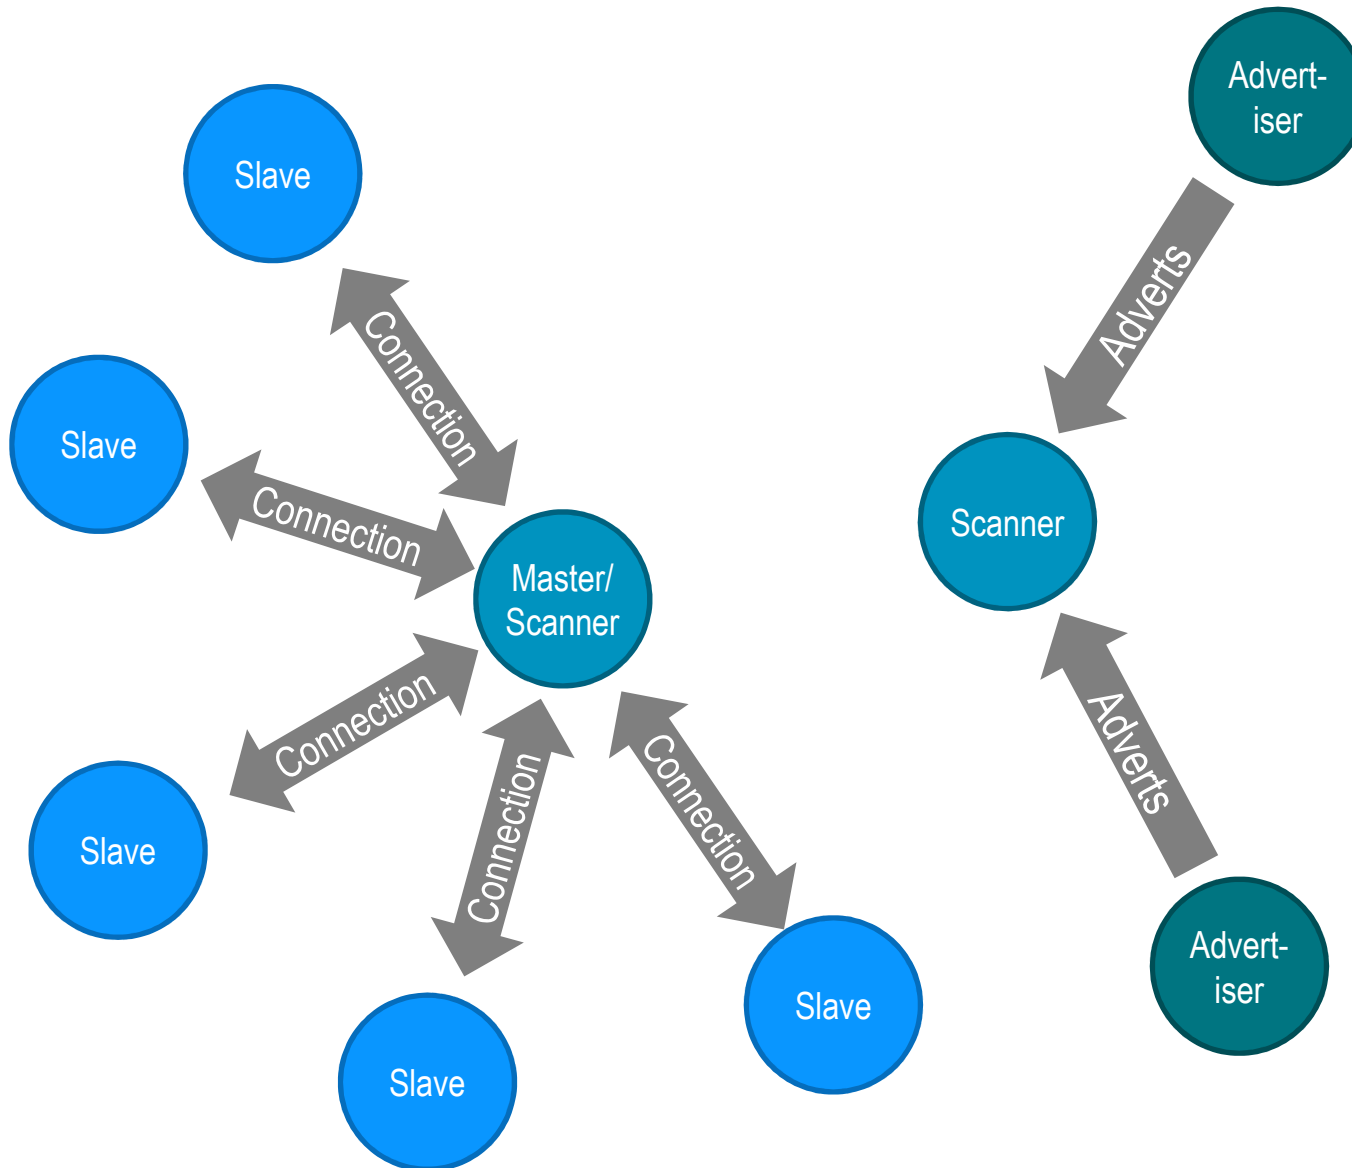 Advert-
iser
Slave
Adverts
Connection
Slave
Connection
Scanner
Master/
Scanner
Connection
Adverts
Connection
Connection
Slave
Advert-
iser
Slave
Slave